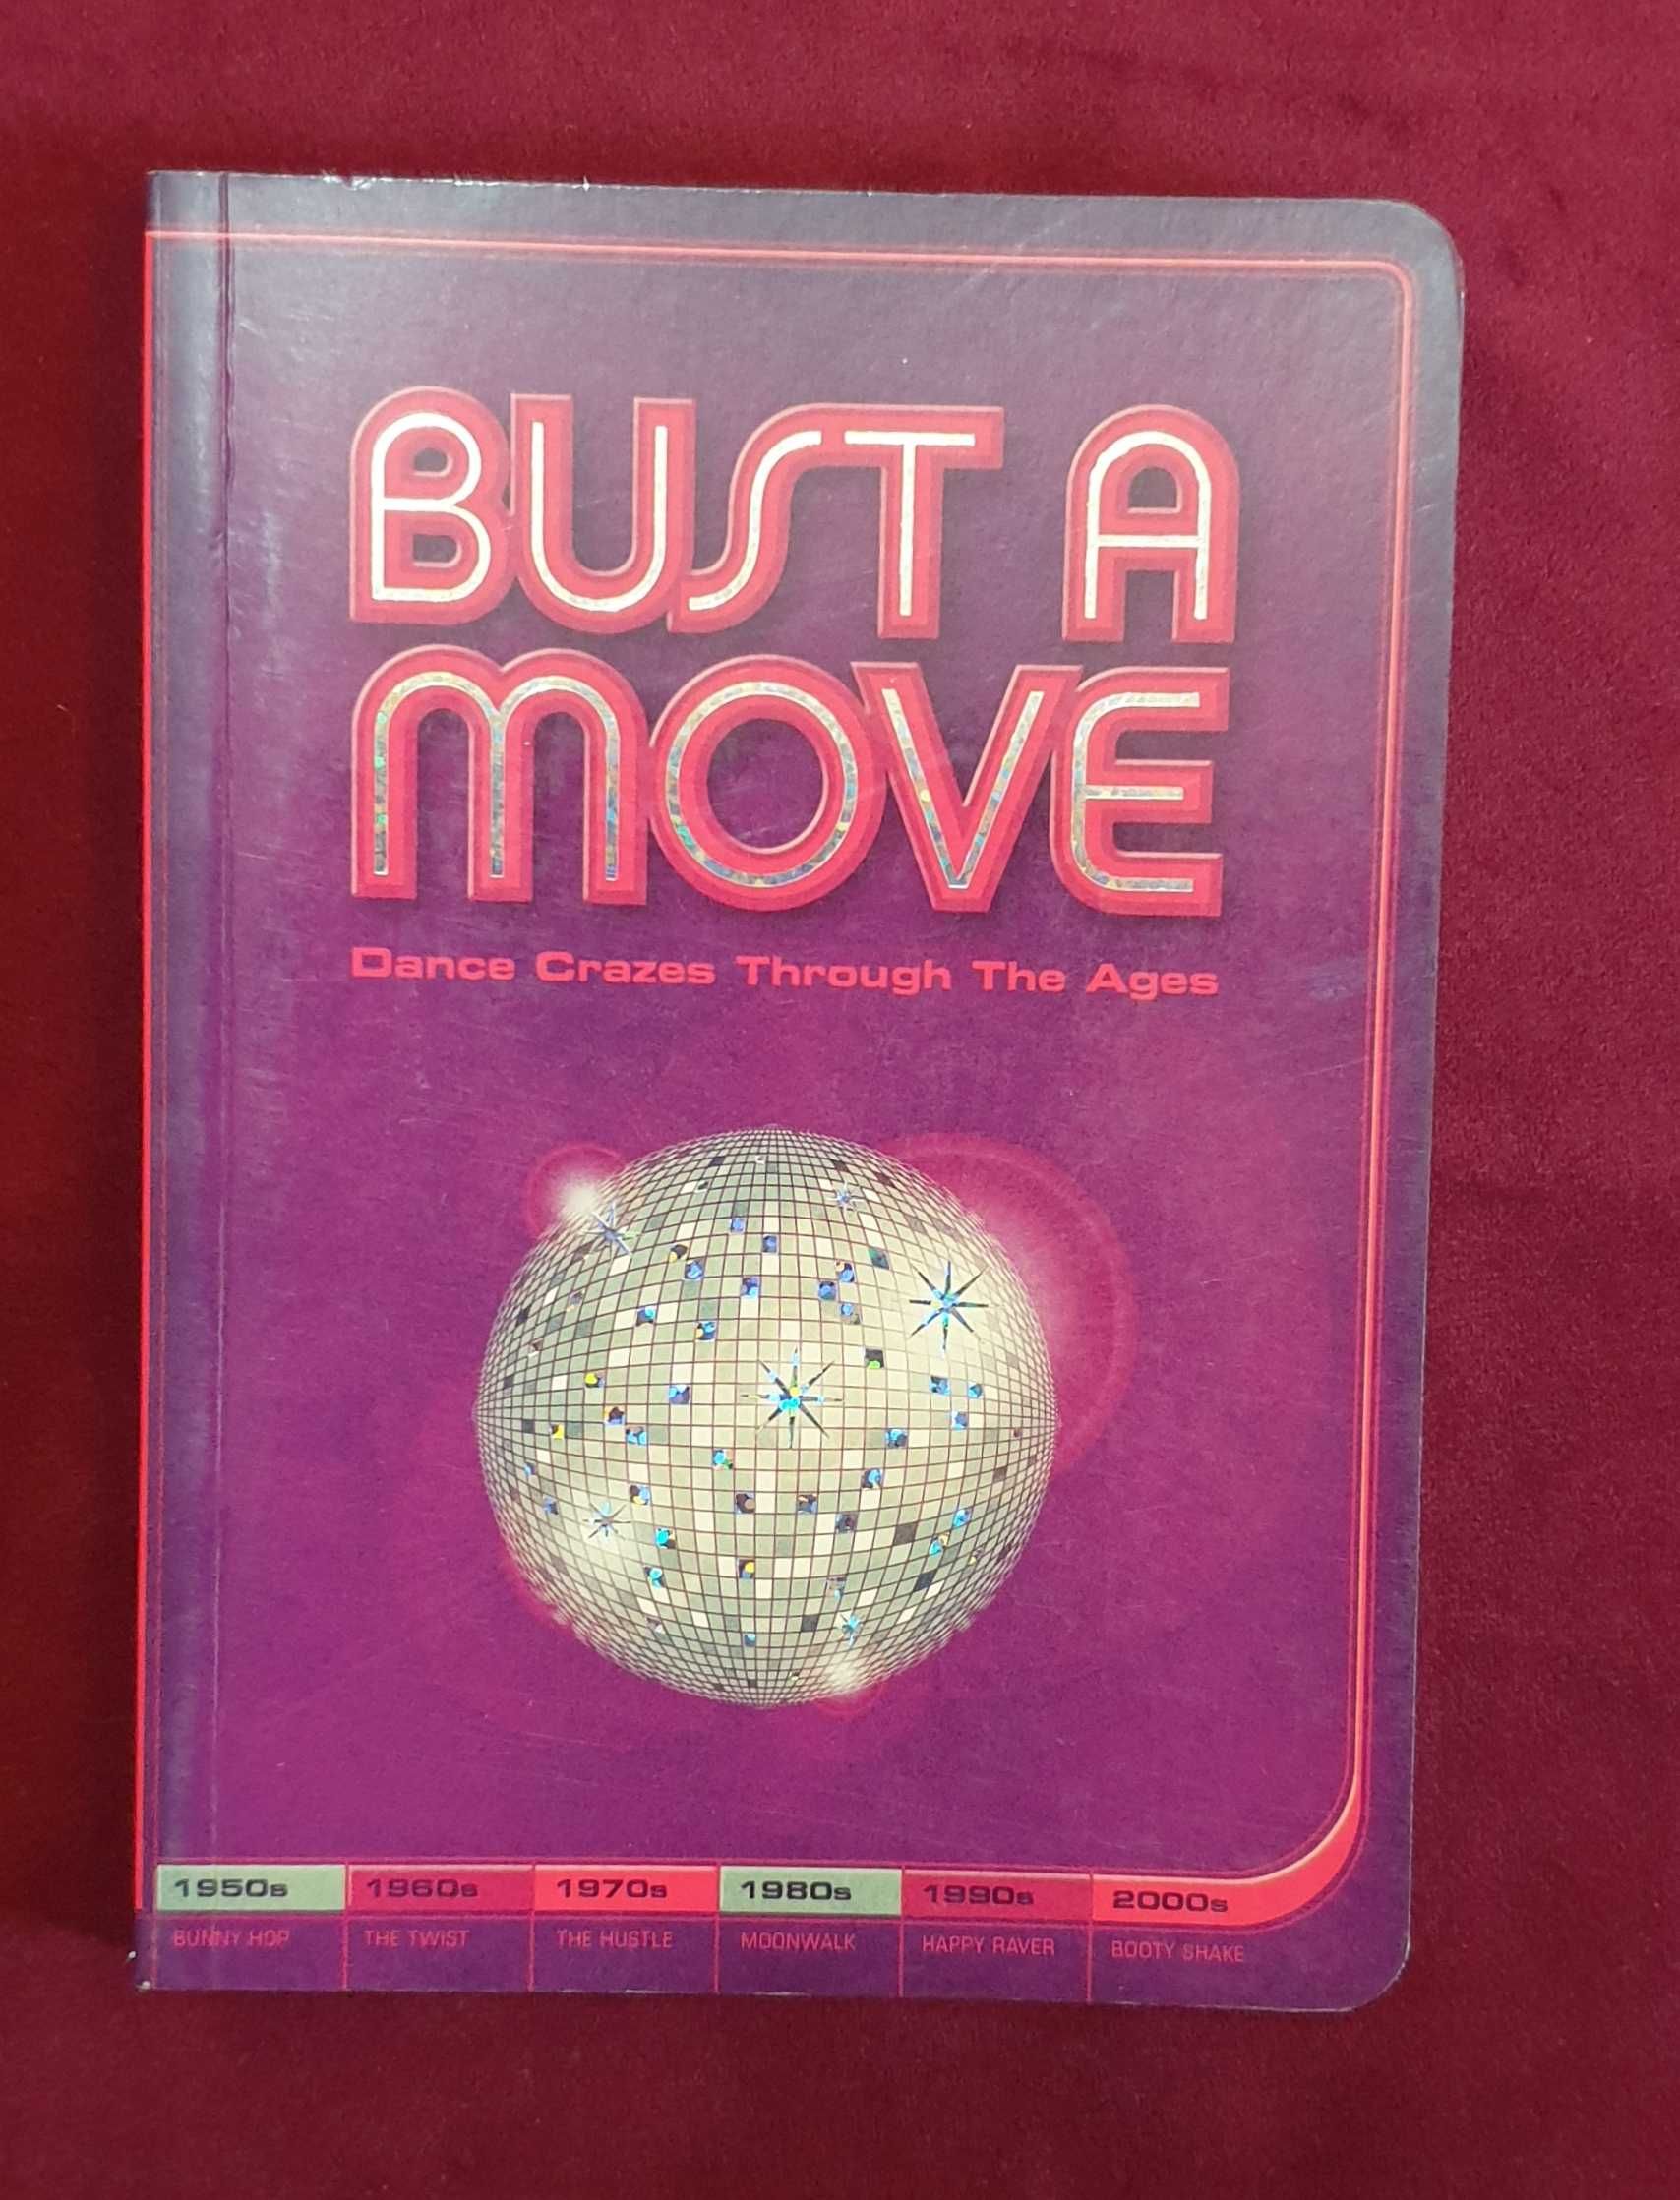 BUST A
MOVE
Dance Crazes Through The Ages
1950s 1960s 1970s 1980s 1990s 2000s
BUNNY HOP THE TWIST THE HUSTLE MOONWALK HAPPY RAVER BOOTY SHAKE